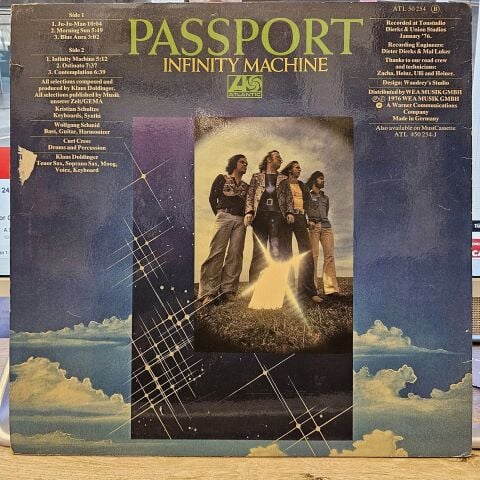 Side 1
1. Ju-Ju-Man 10:04
2. Morning Sun 5:49
3. Blue Aura 3:02
Side 2
1. Infinity Machine 5:12
2. Ostinato 7:37
3. Contemplation 6:39
All selections composed and
produced by Klaus Doldinger.
All selections published by Musik
unserer Zeit/GEMA
Kristian Schultze
Keyboards, Synthi
Wolfgang Schmid
Bass, Guitar, Harmonizer
Curt Cress
Drums and Percussion
Klaus Doldinger
Tenor Sax, Soprano Sax, Moog,
Voice, Keyboard
PASSPORT
INFINITY MACHINE
ATLANTIC
ATL 50 254 B
Recorded at Tonstudio
Dierks & Union Studios
January '76.
Recording Engineers:
Dieter Dierks & Mal Luker
Thanks to our road crew
and technicians:
Zacha, Heinz, Ulli and Heiner.
Design: Wandrey's Studio
Distributed by WEA MUSIK GMBH
℗ © 1976 WEA MUSIK GMBH
A Warner Communications
Company
Made in Germany
Also available on MusiCassette
ATL 450 254-J